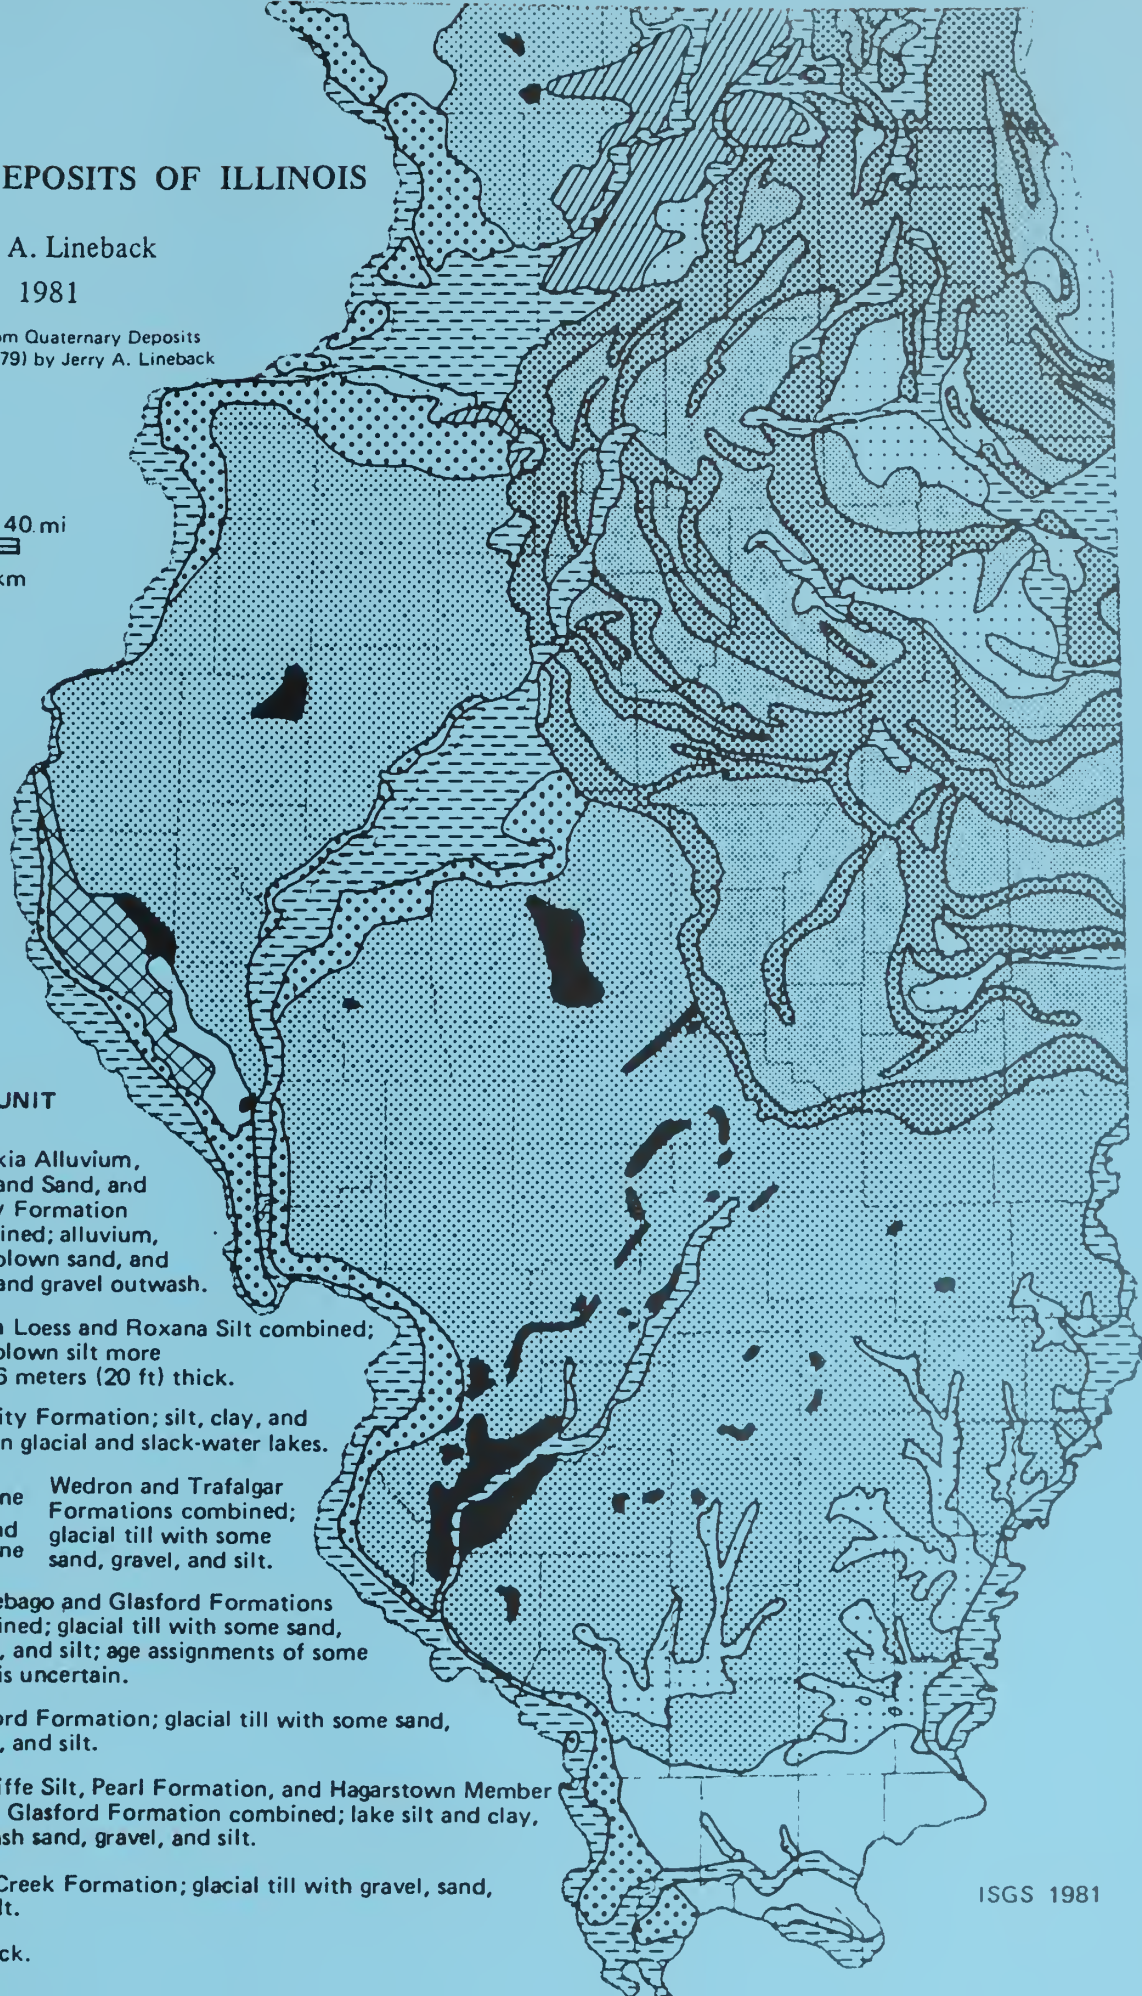 EPOSITS OF ILLINOIS
A. Lineback
1981
om Quaternary Deposits
79) by Jerry A. Lineback
40 mi
km
UNIT
kia Alluvium,
and Sand, and
y Formation
ined; alluvium,
blown sand, and
and gravel outwash.
n Loess and Roxana Silt combined;
blown silt more
6 meters (20 ft) thick.
ity Formation; silt, clay, and
in glacial and slack-water lakes.
ne
nd
ne
Wedron and Trafalgar
Formations combined;
glacial till with some
sand, gravel, and silt.
ebago and Glasford Formations
ined; glacial till with some sand,
, and silt; age assignments of some
is uncertain.
ord Formation; glacial till with some sand,
, and silt.
iffe Silt, Pearl Formation, and Hagarstown Member
Glasford Formation combined; lake silt and clay,
sh sand, gravel, and silt.
Creek Formation; glacial till with gravel, sand,
lt.
ck.
ISGS 1981